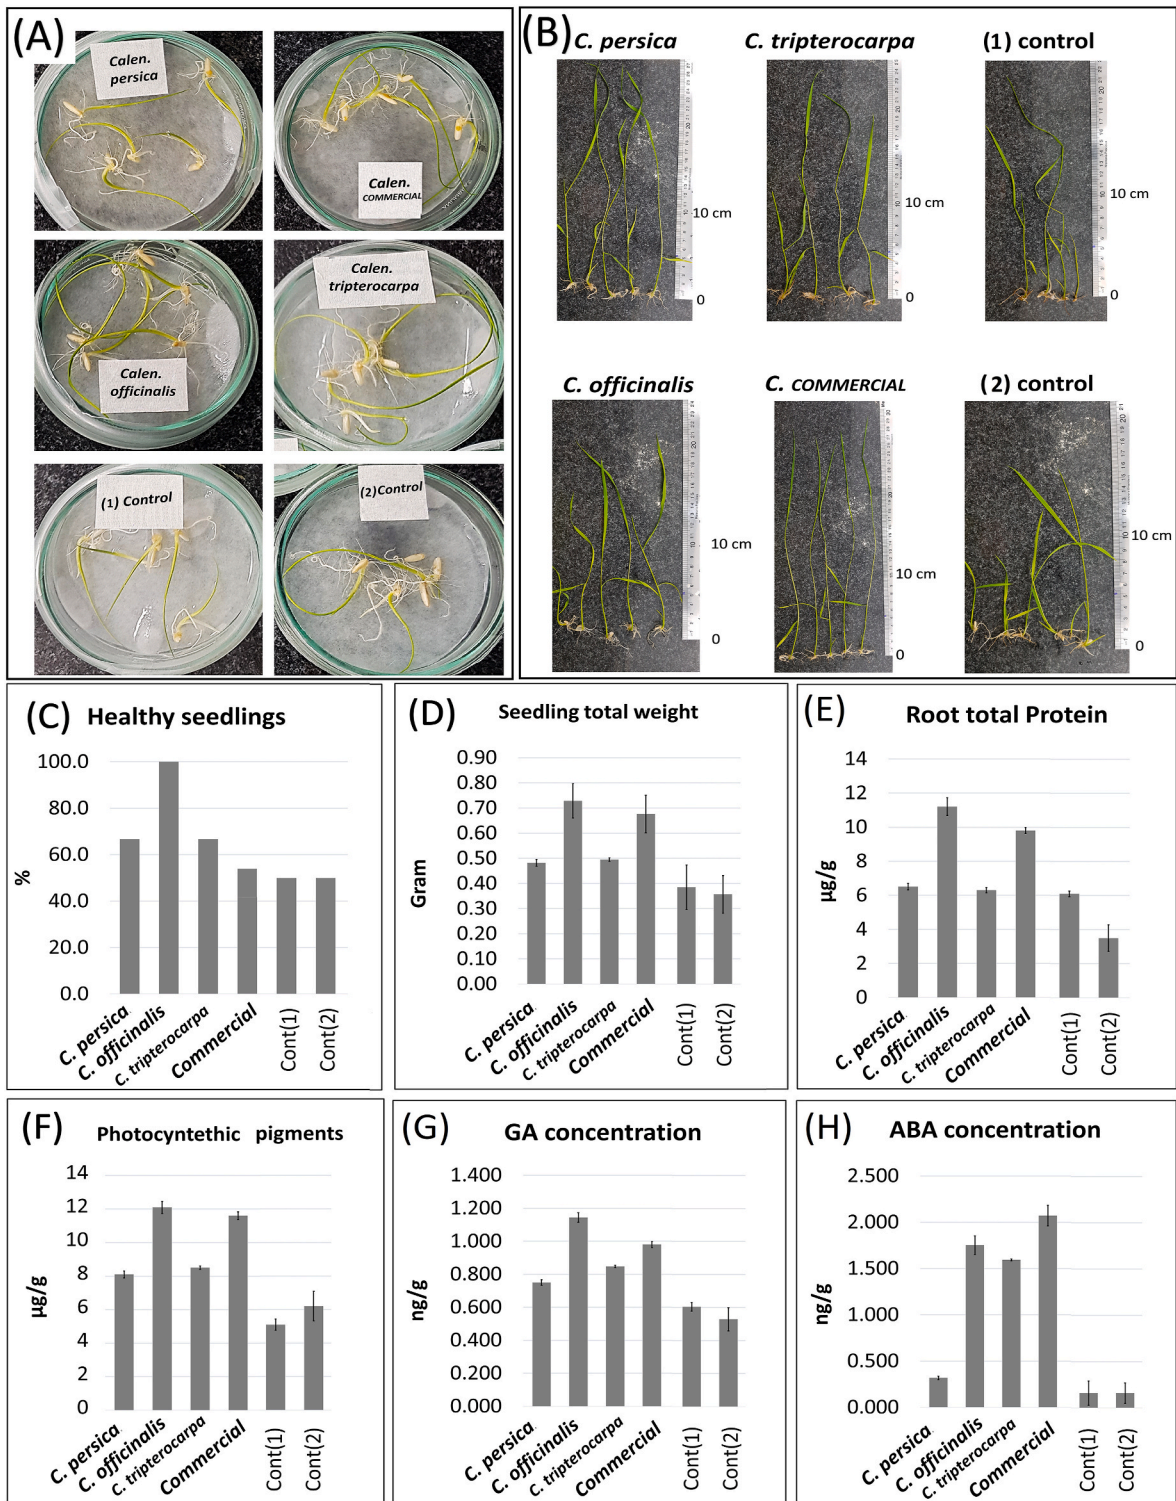 (A)
Calen.
persica
Calen.
COMMERCIAL
Calen.
officinalis
Calen.
tripterocarpa
(1) Control
(2)Control
(B)
C. persica
C. tripterocarpa
(1) control
10 cm
0
10 cm
0
10 cm
0
C. officinalis
C. COMMERCIAL
(2) control
10 cm
0
10 cm
0
10 cm
0
(C)
Healthy seedlings
100.0
80.0
60.0
40.0
20.0
0.0
%
C. persica
C. officinalis
C. tripterocarpa
Commercial
Cont(1)
Cont(2)
(D)
Seedling total weight
0.90
0.80
0.70
0.60
0.50
0.40
0.30
0.20
0.10
0.00
Gram
C. persica
C. officinalis
C. tripterocarpa
Commercial
Cont(1)
Cont(2)
(E)
Root total Protein
14
12
10
8
6
4
2
0
µg/g
C. persica
C. officinalis
C. tripterocarpa
Commercial
Cont(1)
Cont(2)
(F)
Photocyntethic pigments
14
12
10
8
6
4
2
0
µg/g
C. persica
C. officinalis
C. tripterocarpa
Commercial
Cont(1)
Cont(2)
(G)
GA concentration
1.400
1.200
1.000
0.800
0.600
0.400
0.200
0.000
ng/g
C. persica
C. officinalis
C. tripterocarpa
Commercial
Cont(1)
Cont(2)
(H)
ABA concentration
2.500
2.000
1.500
1.000
0.500
0.000
ng/g
C. persica
C. officinalis
C. tripterocarpa
Commercial
Cont(1)
Cont(2)